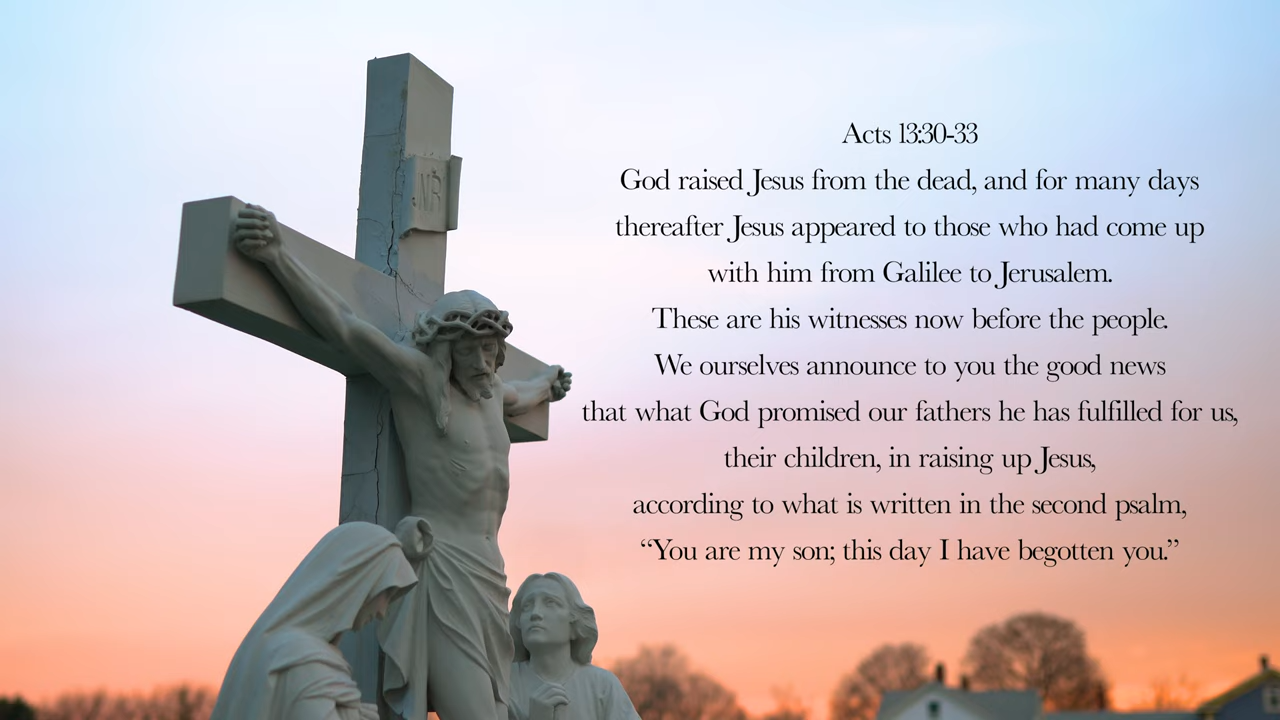 INRI
Acts 13:30-33
God raised Jesus from the dead, and for many days
thereafter Jesus appeared to those who had come up
with him from Galilee to Jerusalem.
These are his witnesses now before the people.
We ourselves announce to you the good news
that what God promised our fathers he has fulfilled for us,
their children, in raising up Jesus,
according to what is written in the second psalm,
“You are my son; this day I have begotten you.”